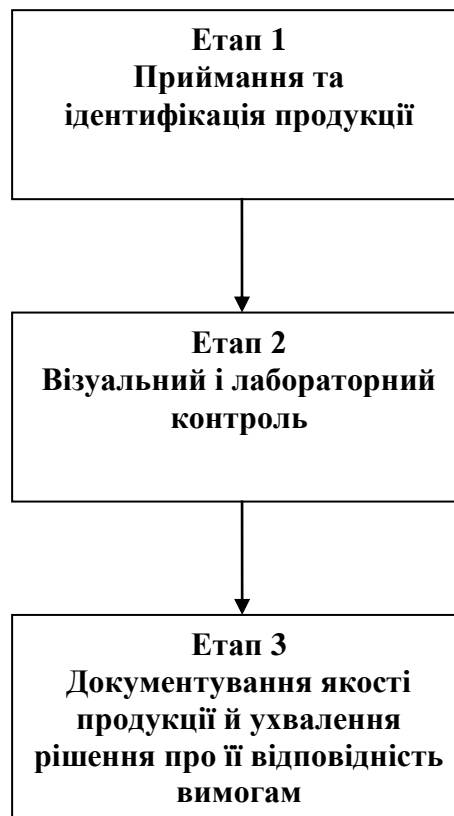 Етап 1
Приймання та
ідентифікація продукції
Етап 2
Візуальний і лабораторний
контроль
Етап 3
Документування якості
продукції й ухвалення
рішення про її відповідність
вимогам